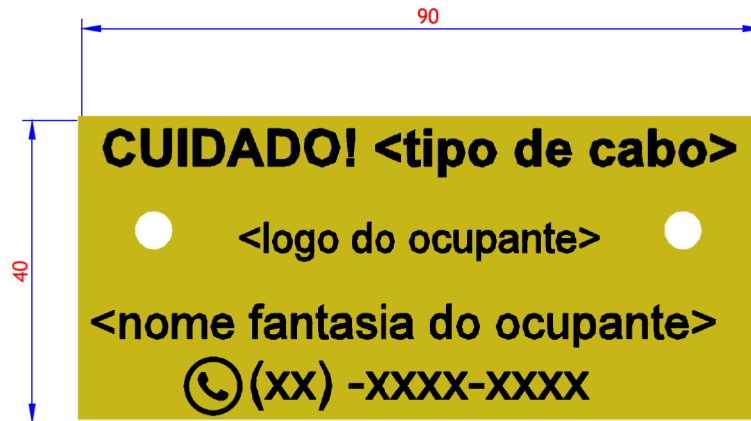 90
40
CUIDADO! <tipo de cabo>
<logo do ocupante>
<nome fantasia do ocupante>
(xx) -xxxx-xxxx